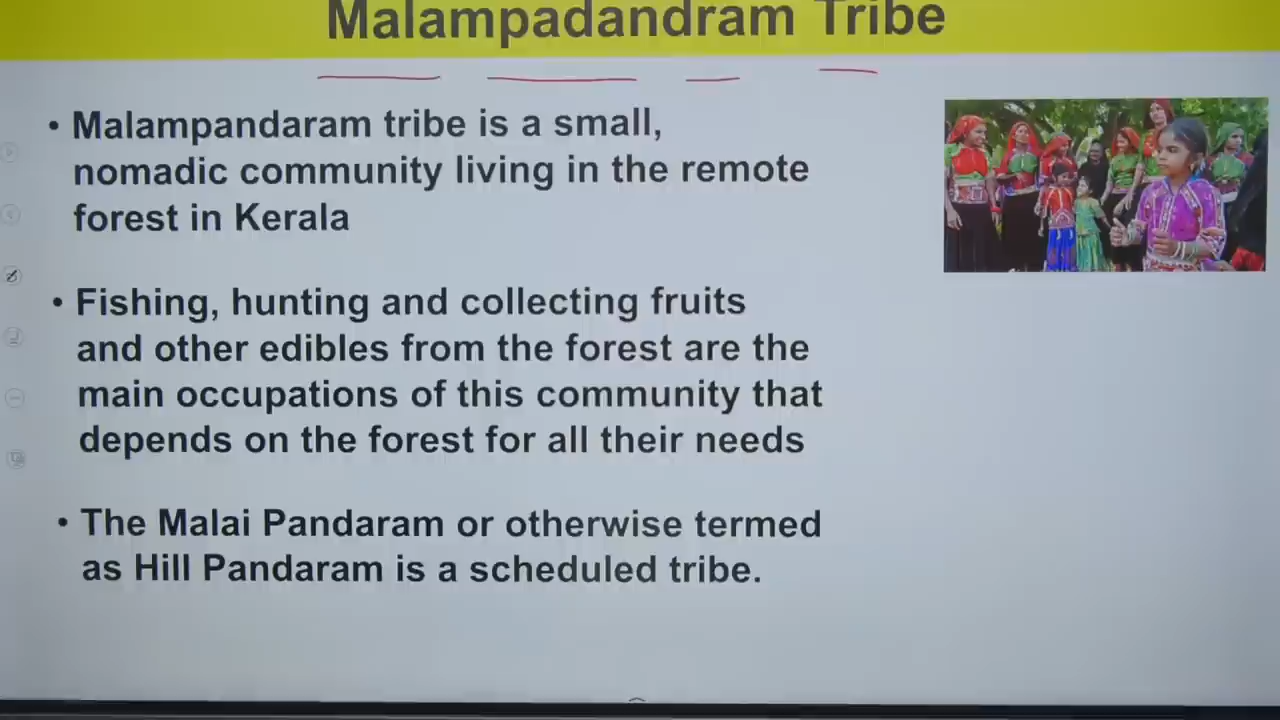 Malampadandram Tribe
• Malampandaram tribe is a small,
nomadic community living in the remote
forest in Kerala
• Fishing, hunting and collecting fruits
and other edibles from the forest are the
main occupations of this community that
depends on the forest for all their needs
• The Malai Pandaram or otherwise termed
as Hill Pandaram is a scheduled tribe.